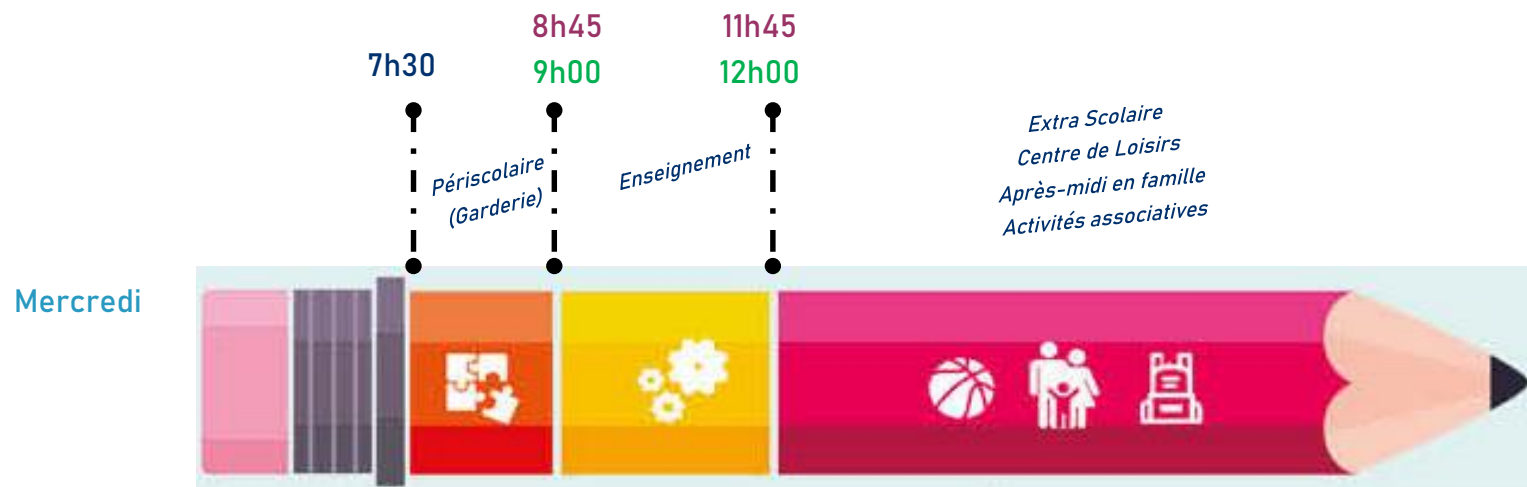 8h45
11h45
7h30
9h00
12h00
Extra Scolaire
Centre de Loisirs
Après-midi en famille
Activités associatives
Périscolaire
(Garderie)
Enseignement
Mercredi